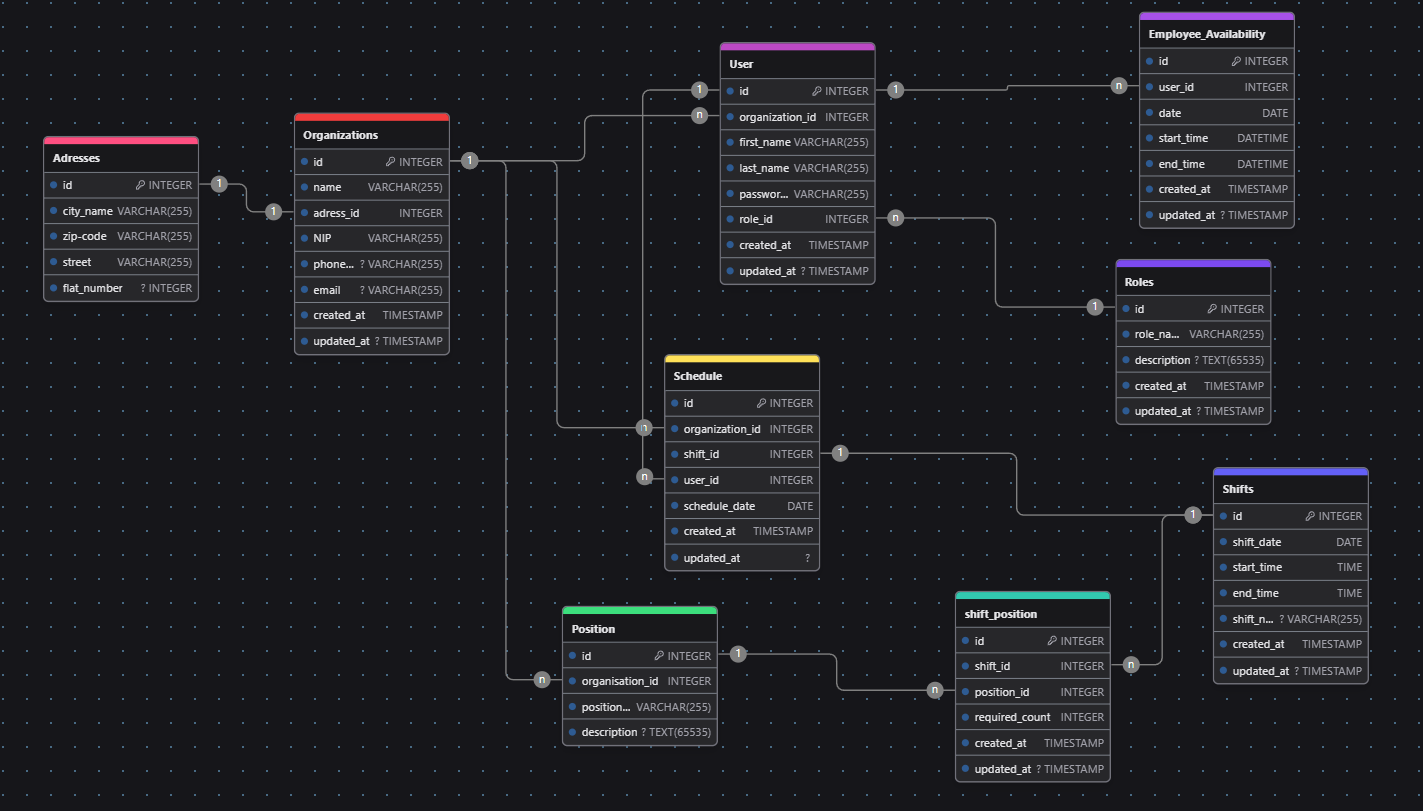 Adresses
id INTEGER
city_name VARCHAR(255)
zip-code VARCHAR(255)
street VARCHAR(255)
flat_number ? INTEGER
1
1
Organizations
id INTEGER
name VARCHAR(255)
adress_id INTEGER
NIP VARCHAR(255)
phone... ? VARCHAR(255)
email ? VARCHAR(255)
created_at TIMESTAMP
updated_at ? TIMESTAMP
1
User
1
id INTEGER
1
n
organization_id INTEGER
first_name VARCHAR(255)
last_name VARCHAR(255)
passwor... VARCHAR(255)
role_id INTEGER
n
created_at TIMESTAMP
updated_at ? TIMESTAMP
Employee_Availability
id INTEGER
n
user_id INTEGER
date DATE
start_time DATETIME
end_time DATETIME
created_at TIMESTAMP
updated_at ? TIMESTAMP
Roles
1
id INTEGER
role_na... VARCHAR(255)
description ? TEXT(65535)
created_at TIMESTAMP
updated_at ? TIMESTAMP
Schedule
id INTEGER
n
organization_id INTEGER
shift_id INTEGER
1
n
user_id INTEGER
schedule_date DATE
created_at TIMESTAMP
updated_at ?
Shifts
1
id INTEGER
shift_date DATE
start_time TIME
end_time TIME
shift_n... ? VARCHAR(255)
created_at TIMESTAMP
updated_at ? TIMESTAMP
Position
id INTEGER
1
n
organisation_id INTEGER
position... VARCHAR(255)
description ? TEXT(65535)
shift_position
id INTEGER
shift_id INTEGER
n
n
position_id INTEGER
required_count INTEGER
created_at TIMESTAMP
updated_at ? TIMESTAMP